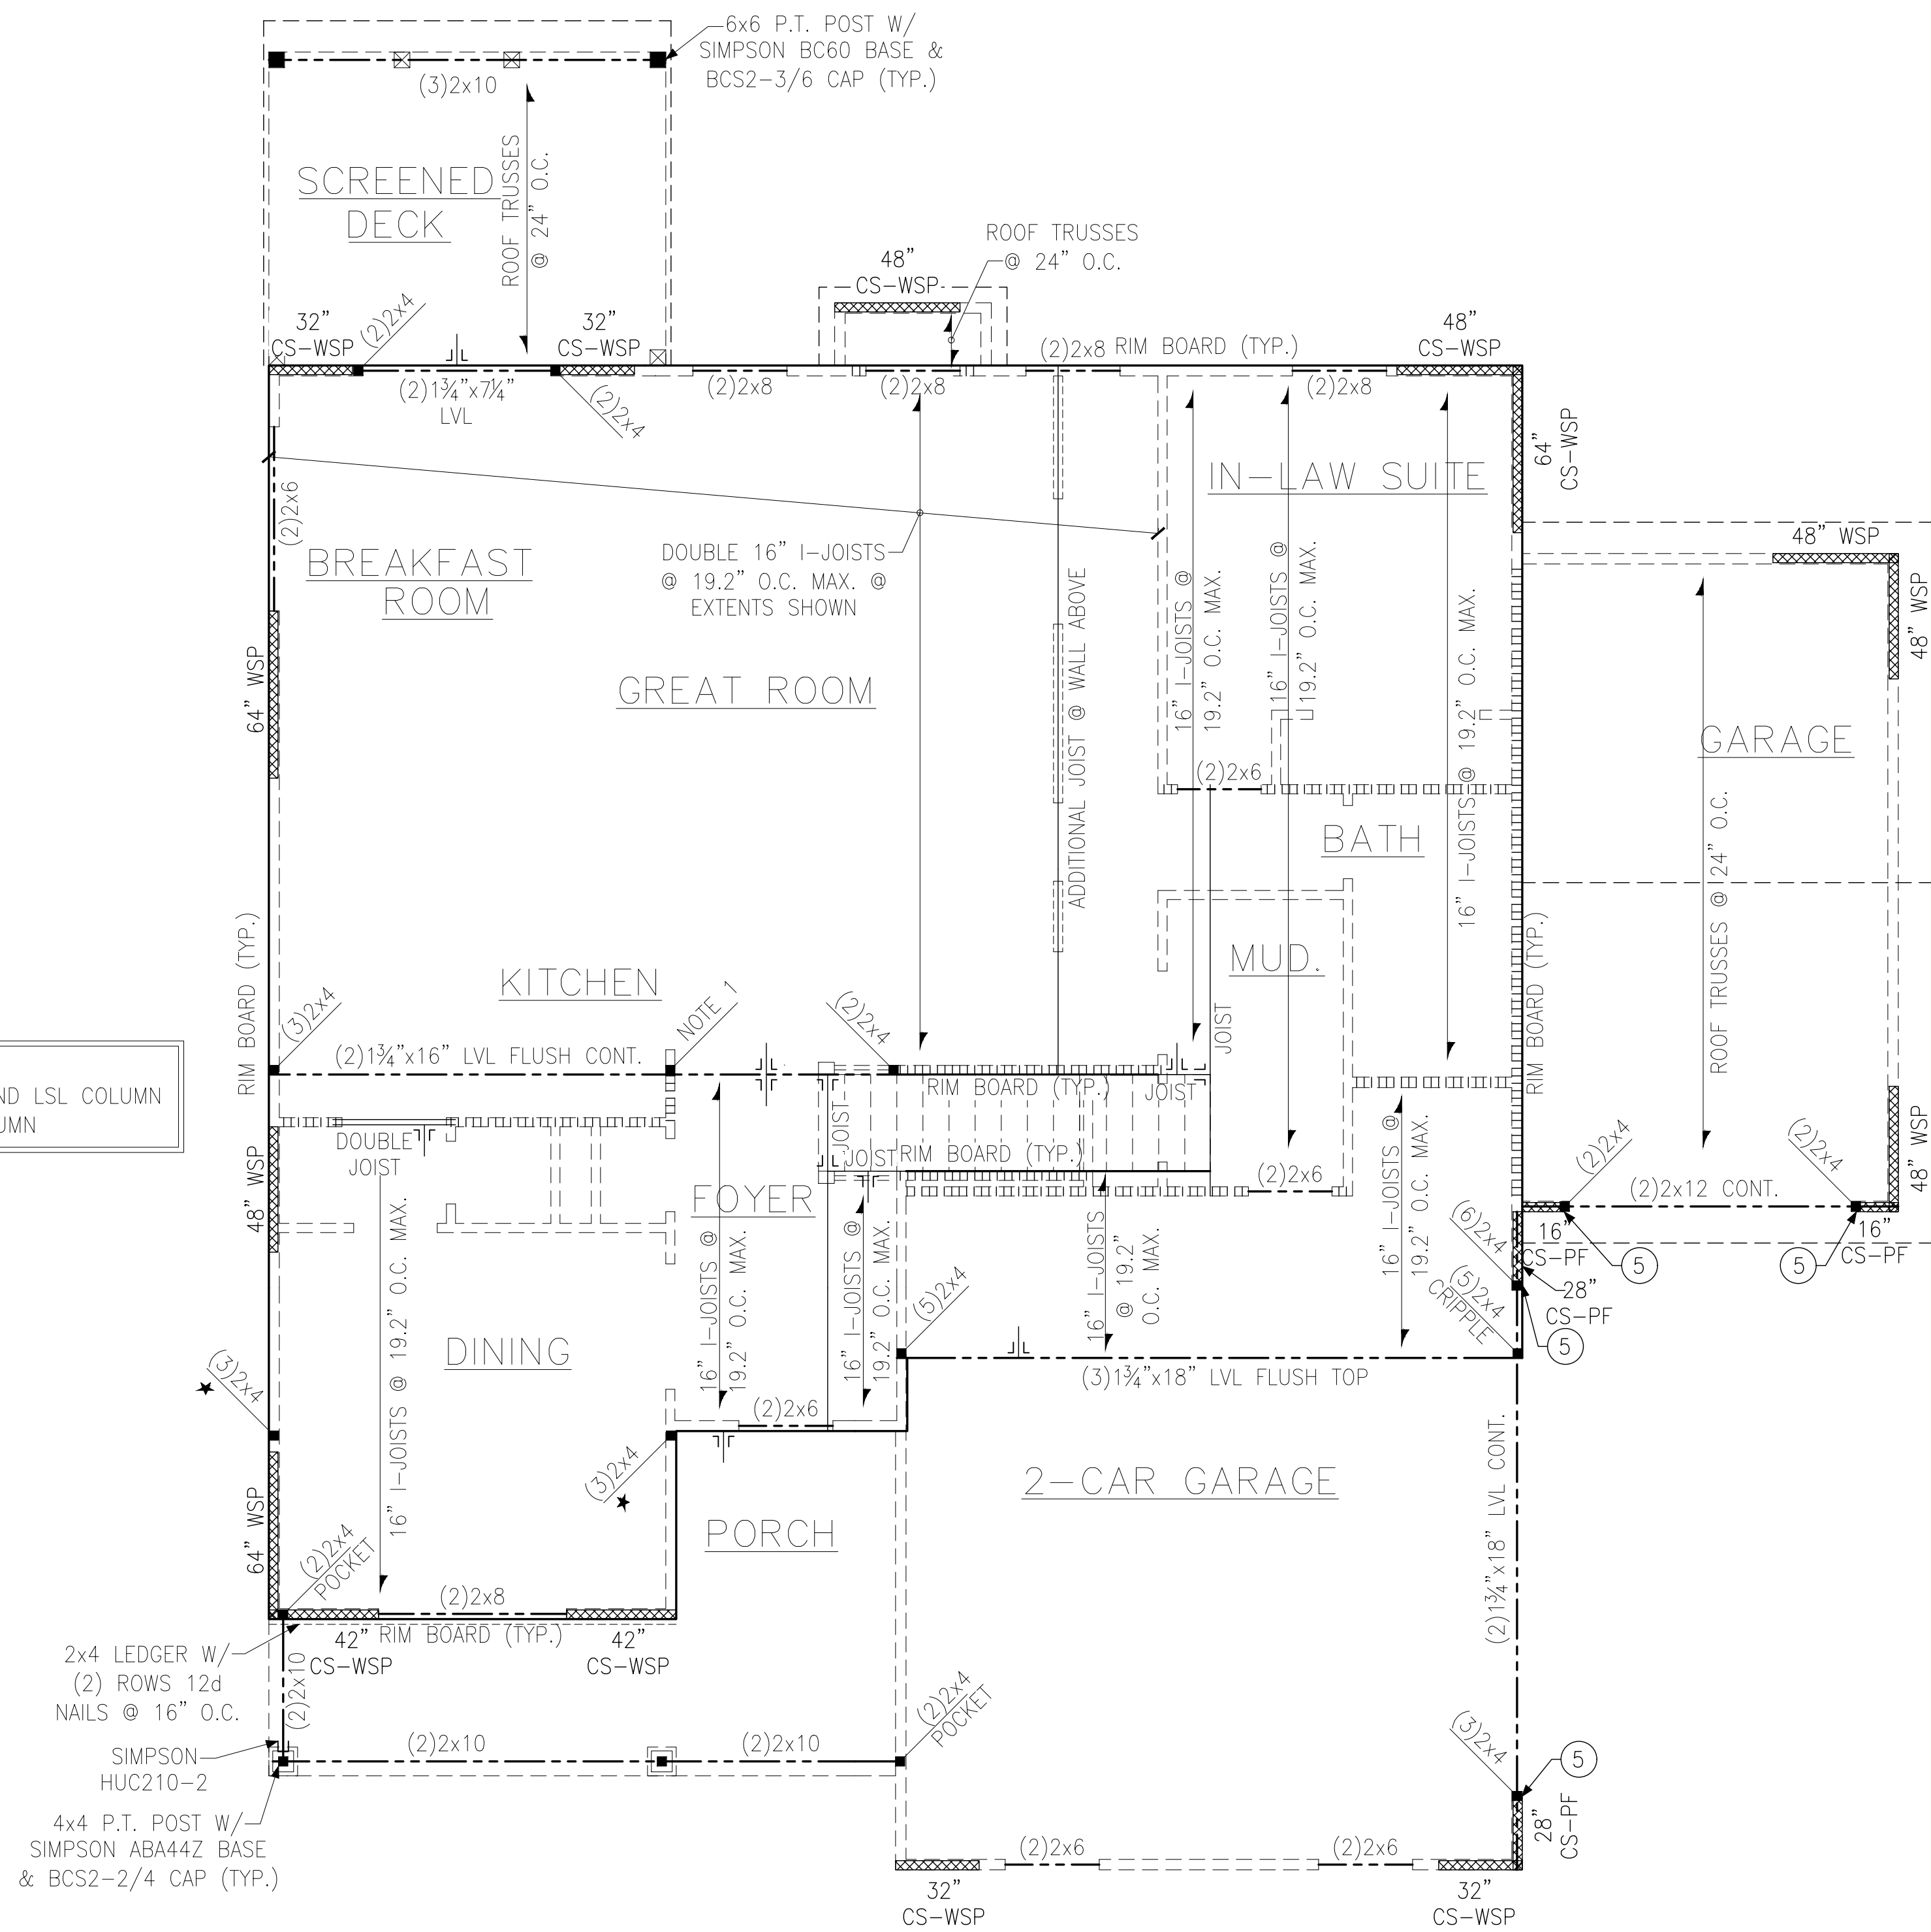 6x6 P.T. POST W/
SIMPSON BC60 BASE &
BCS2-3/6 CAP (TYP.)
(3)2x10
ROOF TRUSSES
@ 24" O.C.
SCREENED
DECK
ROOF TRUSSES
@ 24" O.C.
48"
CS-WSP
32"
CS-WSP
(2)2x4
32"
CS-WSP
(2)2x8
RIM BOARD (TYP.)
48"
CS-WSP
(2)1¾"x7¼"
LVL
(2)2x4
(2)2x8
(2)2x8
(2)2x8
64"
CS-WSP
(2)2x6
IN-LAW SUITE
BREAKFAST
ROOM
DOUBLE 16" I-JOISTS
@ 19.2" O.C. MAX. @
EXTENTS SHOWN
ADDITIONAL JOIST @ WALL ABOVE
16" I-JOISTS @
19.2" O.C. MAX.
16" I-JOISTS @
19.2" O.C. MAX.
16" I-JOISTS @ 19.2" O.C. MAX.
48" WSP
48" WSP
64" WSP
GREAT ROOM
GARAGE
(2)2x6
BATH
ROOF TRUSSES @ 24" O.C.
MUD.
KITCHEN
RIM BOARD (TYP.)
(3)2x4
NOTE 1
(2)2x4
JOIST
RIM BOARD (TYP.)
ND LSL COLUMN
UMN
(2)1¾"x16" LVL FLUSH CONT.
RIM BOARD (TYP.)
JOIST
DOUBLE
JOIST
JOIST
JOIST
RIM BOARD (TYP.)
48" WSP
FOYER
(2)2x6
16" I-JOISTS @
19.2" O.C. MAX.
48" WSP
(2)2x4
(2)2x4
(2)2x12 CONT.
16"
CS-PF
5
5
16"
CS-PF
(6)2x4
28"
CS-PF
(5)2x4
CRIPPLE
5
16" I-JOISTS @ 19.2" O.C. MAX.
16" I-JOISTS @
19.2" O.C. MAX.
16" I-JOISTS @
19.2" O.C. MAX.
(5)2x4
16" I-JOISTS
@ 19.2"
O.C. MAX.
DINING
(3)2x4
(3)1¾"x18" LVL FLUSH TOP
(2)2x6
(3)2x4
2-CAR GARAGE
(2)1¾"x18" LVL CONT.
PORCH
64" WSP
(2)2x4
POCKET
(2)2x8
42"
CS-WSP
RIM BOARD (TYP.)
42"
CS-WSP
2x4 LEDGER W/
(2) ROWS 12d
NAILS @ 16" O.C.
(2)2x10
(2)2x4
POCKET
SIMPSON
HUC210-2
(2)2x10
(2)2x10
(3)2x4
5
28"
CS-PF
4x4 P.T. POST W/
SIMPSON ABA44Z BASE
& BCS2-2/4 CAP (TYP.)
(2)2x6
(2)2x6
32"
CS-WSP
32"
CS-WSP